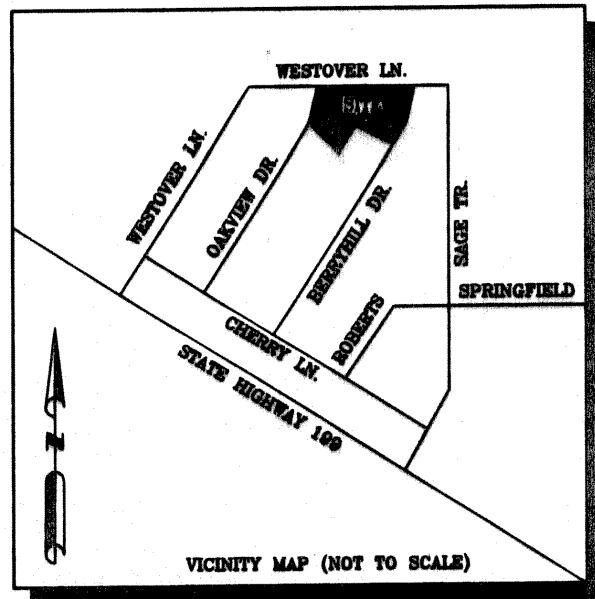 WESTOVER LN.
SITE
WESTOVER LN.
OAKVIEW DR.
BERRYHILL DR.
SAGE TR.
SPRINGFIELD
ROBERTS
CHERRY LN.
STATE HIGHWAY 199
N
VICINITY MAP (NOT TO SCALE)